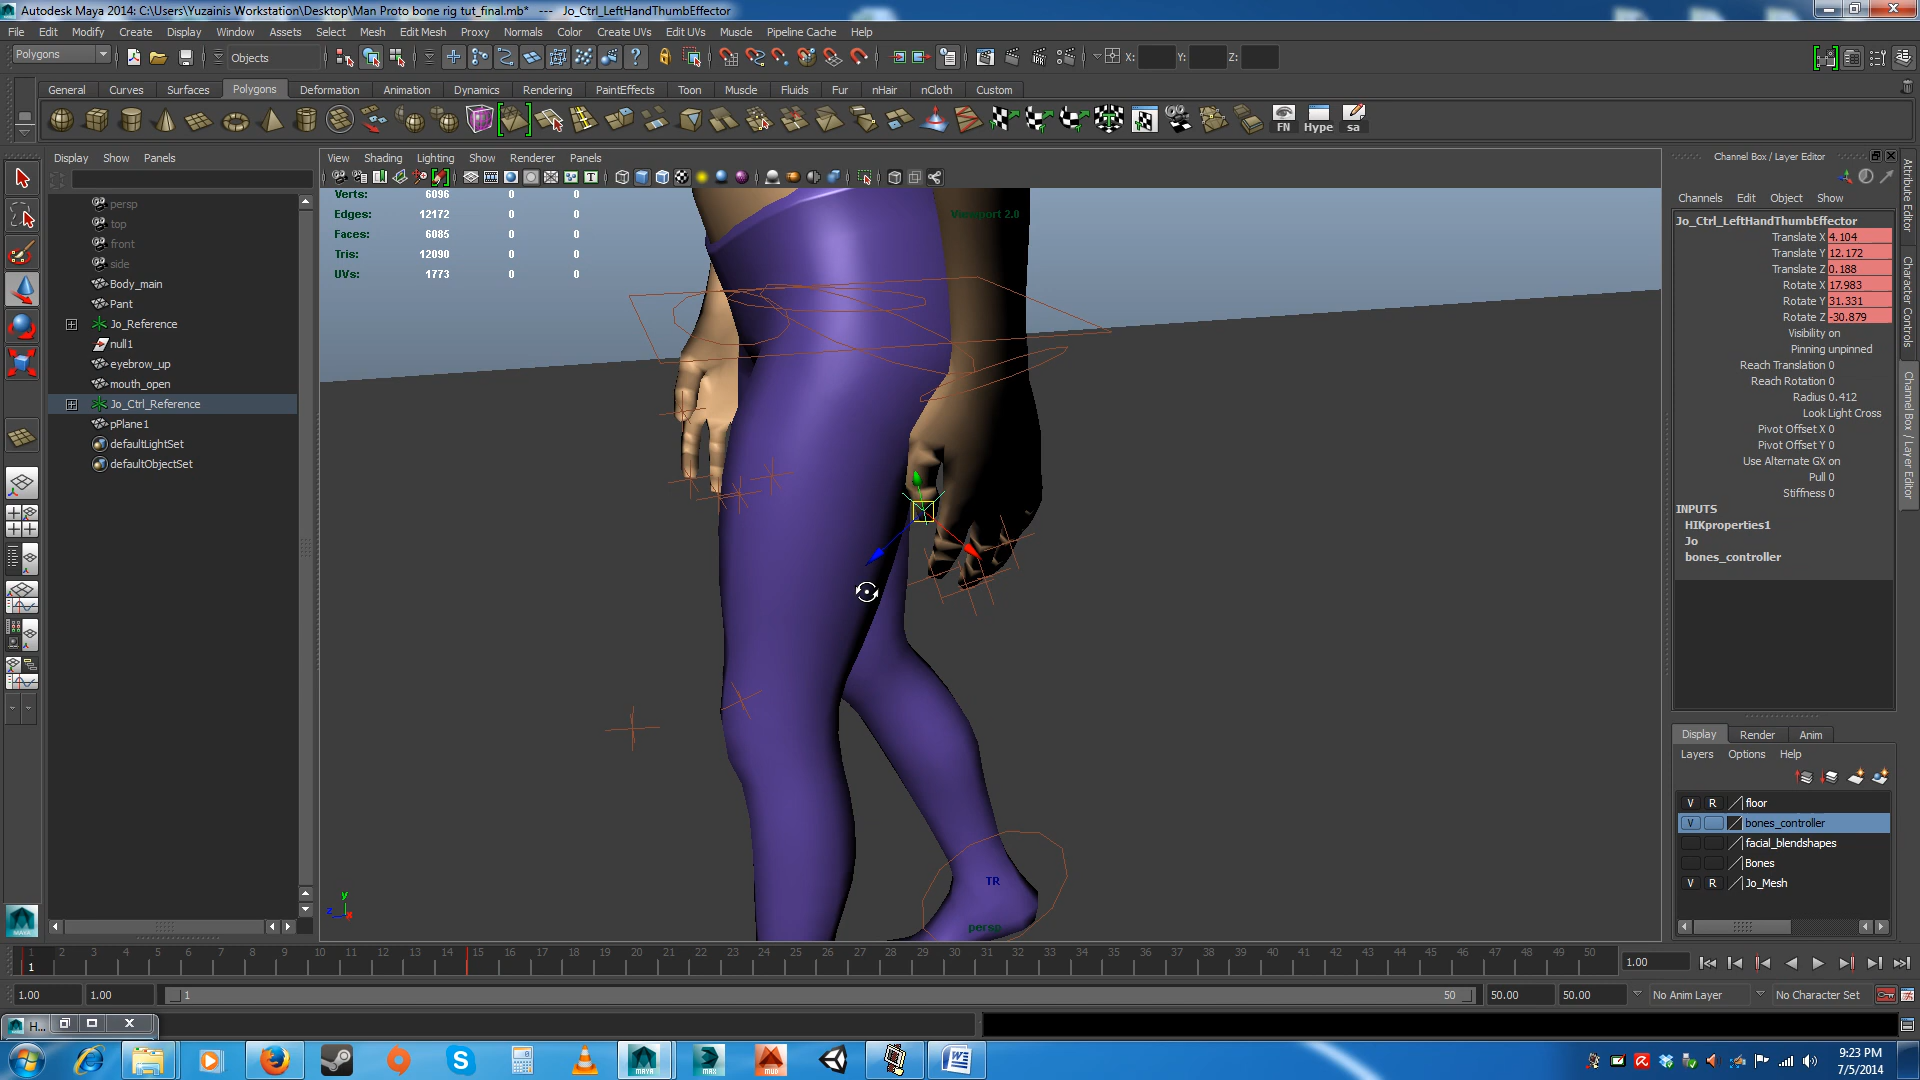 Autodesk Maya 2014: C:\Users\Yuzainis Workstation\Desktop\Man Proto bone rig tut_final.mb* --- Jo_Ctrl_LeftHandThumbEffector
File Edit Modify Create Display Window Assets Select Mesh Edit Mesh Proxy Normals Color Create UVs Edit UVs Muscle Pipeline Cache Help
Polygons Objects X: Y: Z:
General Curves Surfaces Polygons Deformation Animation Dynamics Rendering PaintEffects Toon Muscle Fluids Fur nHair nCloth Custom
FN Hype sa
Display Show Panels
persp
top
front
side
Body_main
Pant
Jo_Reference
null1
eyebrow_up
mouth_open
Jo_Ctrl_Reference
pPlane1
defaultLightSet
defaultObjectSet
View Shading Lighting Show Renderer Panels
Verts: 6096 0 0
Edges: 12172 0 0
Faces: 6085 0 0
Tris: 12090 0 0
UVs: 1773 0 0
Viewport 2.0
TR
persp
y
z
x
Channel Box / Layer Editor
Channels Edit Object Show
Jo_Ctrl_LeftHandThumbEffector
Translate X 4.104
Translate Y 12.172
Translate Z 0.188
Rotate X 17.983
Rotate Y 31.331
Rotate Z -30.879
Visibility on
Pinning unpinned
Reach Translation 0
Reach Rotation 0
Radius 0.412
Look Light Cross
Pivot Offset X 0
Pivot Offset Y 0
Use Alternate GX on
Pull 0
Stiffness 0
INPUTS
HIKproperties1
Jo
bones_controller
Attribute Editor
Character Controls
Channel Box / Layer Editor
Display Render Anim
Layers Options Help
V R floor
V bones_controller
facial_blendshapes
Bones
V R Jo_Mesh
1 2 3 4 5 6 7 8 9 10 11 12 13 14 15 16 17 18 19 20 21 22 23 24 25 26 27 28 29 30 31 32 33 34 35 36 37 38 39 40 41 42 43 44 45 46 47 48 49 50
1
1.00
1.00 1.00 1 50 50.00 50.00 No Anim Layer No Character Set
H...
MAYA MAX MUD
9:23 PM
7/5/2014